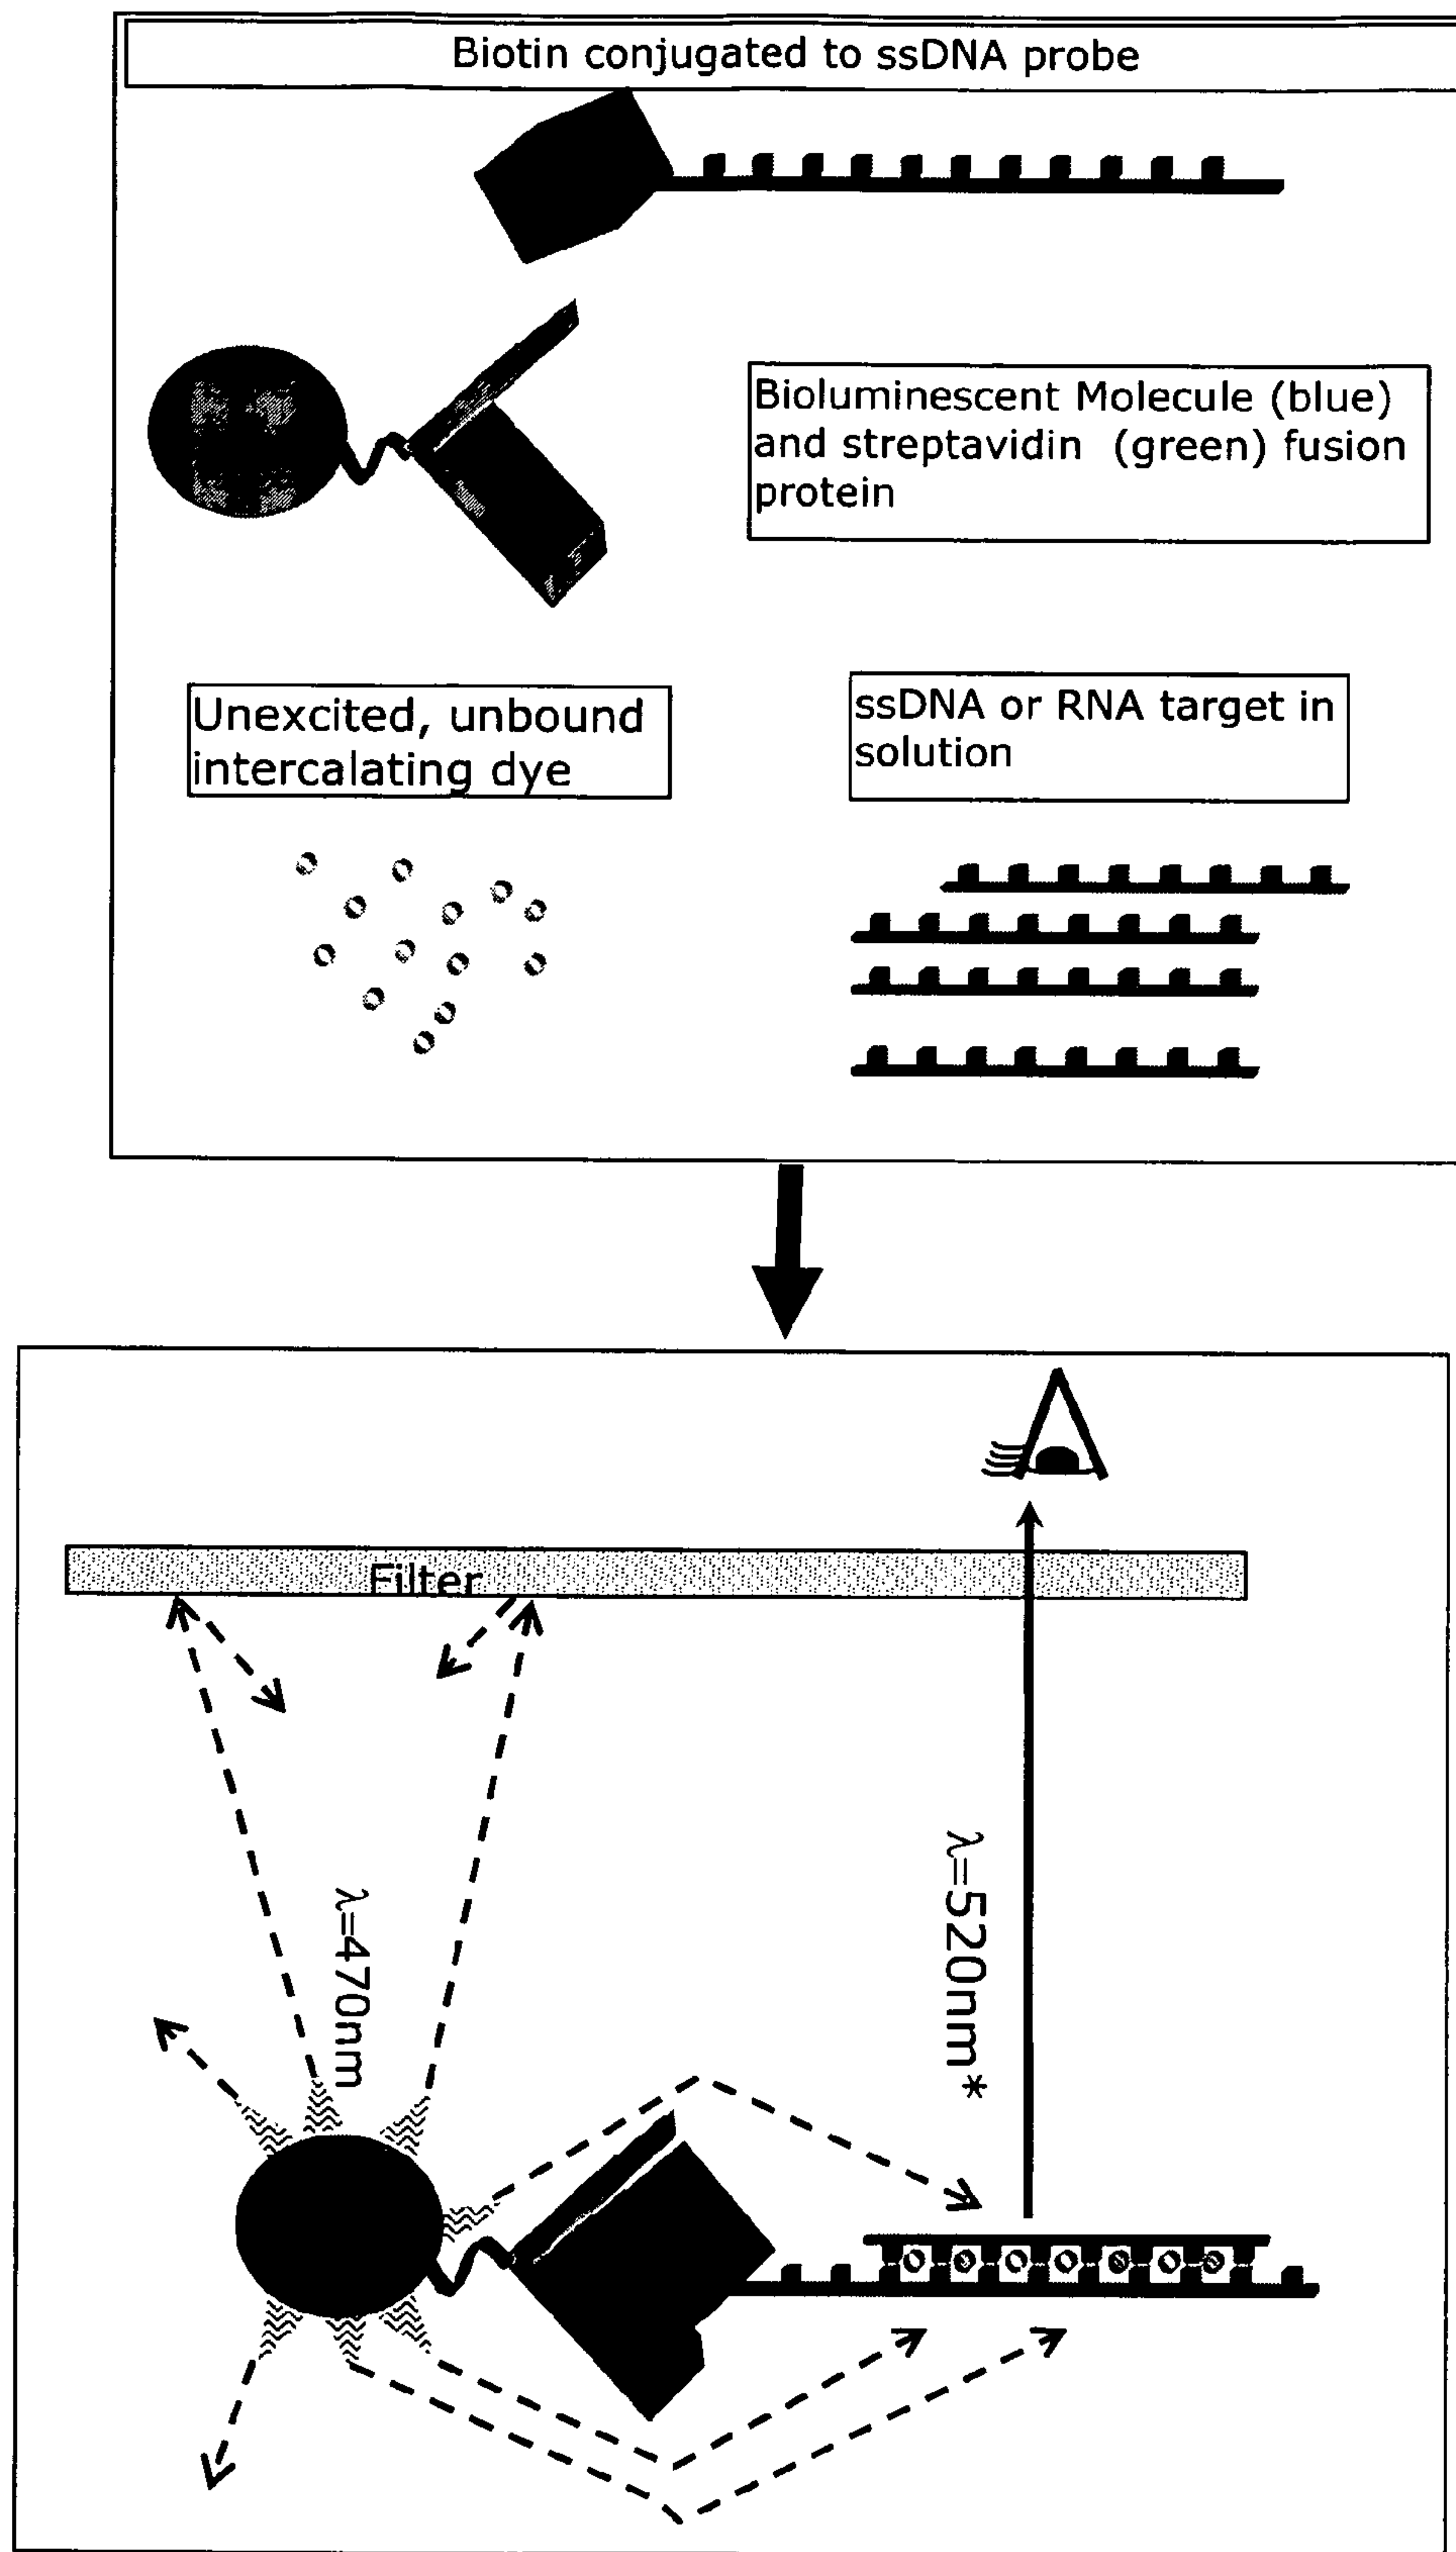 Biotin conjugated to ssDNA probe
Bioluminescent Molecule (blue)
and streptavidin (green) fusion
protein
Unexcited, unbound
intercalating dye
ssDNA or RNA target in
solution
Filter
λ=470nm
λ=520nm*